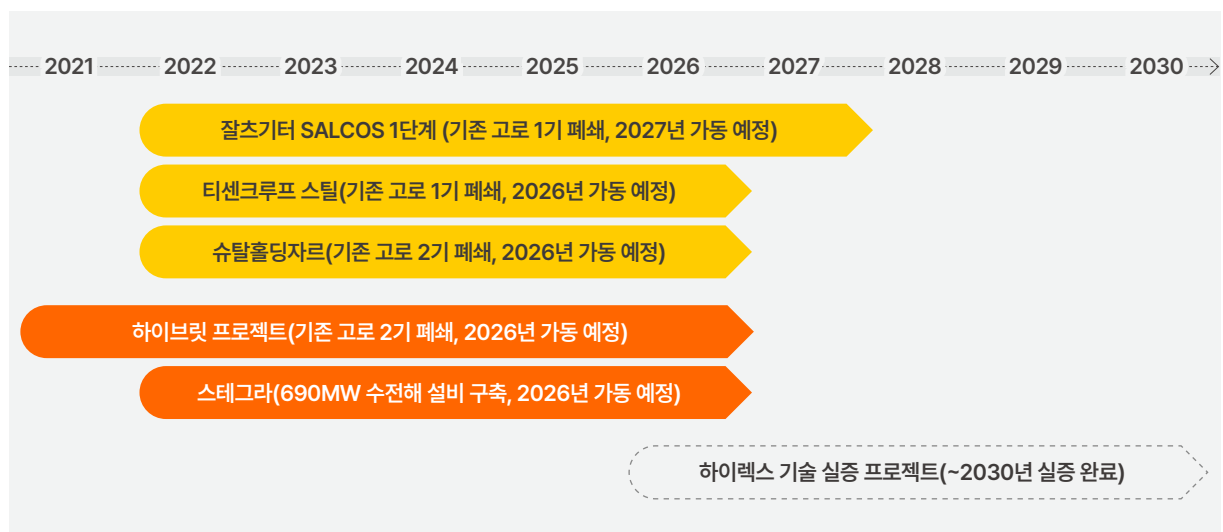 2021 2022 2023 2024 2025 2026 2027 2028 2029 2030
잘츠기터 SALCOS 1단계 (기존 고로 1기 폐쇄, 2027년 가동 예정)
티센크루프 스틸(기존 고로 1기 폐쇄, 2026년 가동 예정)
슈탈홀딩자르(기존 고로 2기 폐쇄, 2026년 가동 예정)
하이브릿 프로젝트(기존 고로 2기 폐쇄, 2026년 가동 예정)
스테그라(690MW 수전해 설비 구축, 2026년 가동 예정)
하이렉스 기술 실증 프로젝트(~2030년 실증 완료)